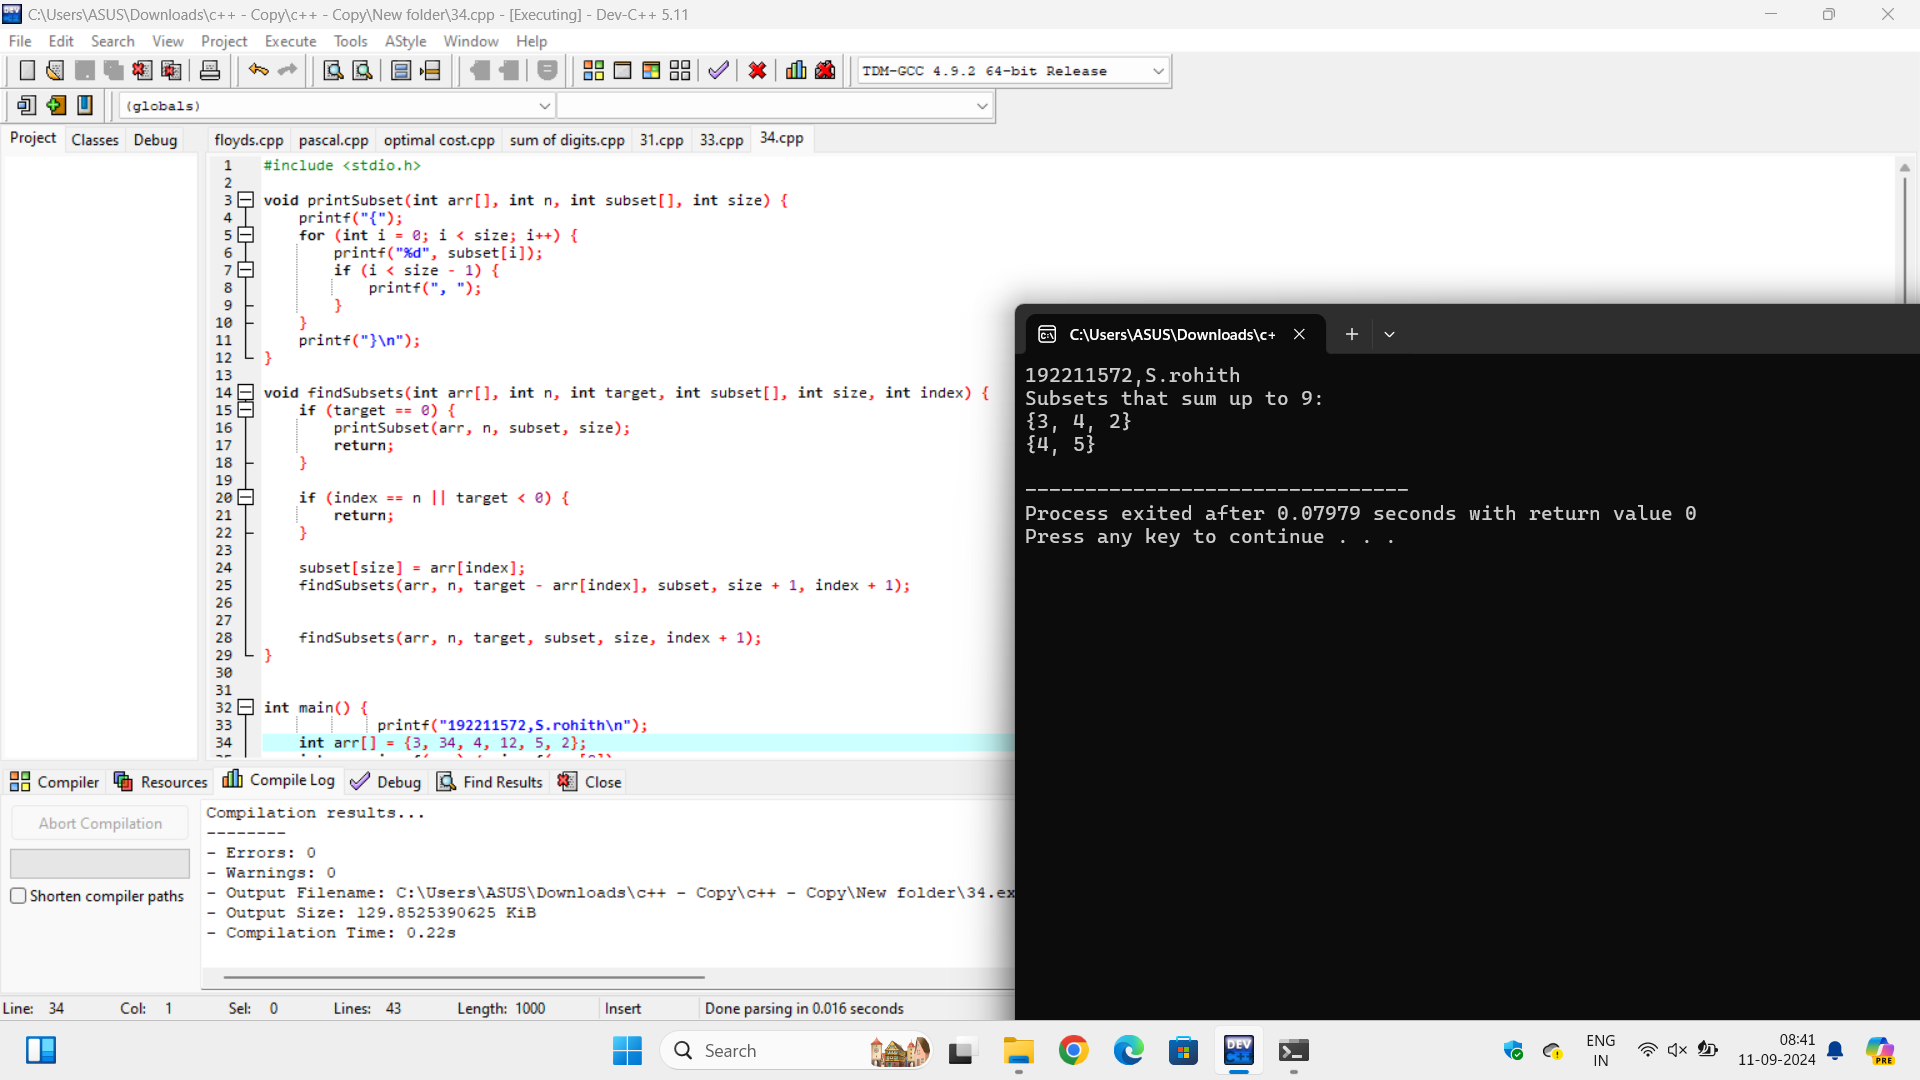 C:\Users\ASUS\Downloads\c++ - Copy\c++ - Copy\New folder\34.cpp - [Executing] - Dev-C++ 5.11
File Edit Search View Project Execute Tools AStyle Window Help
TDM-GCC 4.9.2 64-bit Release
(globals)
Project Classes Debug
floyds.cpp pascal.cpp optimal cost.cpp sum of digits.cpp 31.cpp 33.cpp 34.cpp
1 #include <stdio.h>
2
3 void printSubset(int arr[], int n, int subset[], int size) {
4 printf("{");
5 for (int i = 0; i < size; i++) {
6 printf("%d", subset[i]);
7 if (i < size - 1) {
8 printf(", ");
9 }
10 }
11 printf("}\n");
12 }
13
14 void findSubsets(int arr[], int n, int target, int subset[], int size, int index) {
15 if (target == 0) {
16 printSubset(arr, n, subset, size);
17 return;
18 }
19
20 if (index == n || target < 0) {
21 return;
22 }
23
24 subset[size] = arr[index];
25 findSubsets(arr, n, target - arr[index], subset, size + 1, index + 1);
26
27
28 findSubsets(arr, n, target, subset, size, index + 1);
29 }
30
31
32 int main() {
33 printf("192211572,S.rohith\n");
34 int arr[] = {3, 34, 4, 12, 5, 2};
C:\Users\ASUS\Downloads\c+
192211572,S.rohith
Subsets that sum up to 9:
{3, 4, 2}
{4, 5}
--------------------------------
Process exited after 0.07979 seconds with return value 0
Press any key to continue . . .
Compiler Resources Compile Log Debug Find Results Close
Abort Compilation
Shorten compiler paths
Compilation results...
--------
- Errors: 0
- Warnings: 0
- Output Filename: C:\Users\ASUS\Downloads\c++ - Copy\c++ - Copy\New folder\34.ex
- Output Size: 129.8525390625 KiB
- Compilation Time: 0.22s
Line: 34 Col: 1 Sel: 0 Lines: 43 Length: 1000 Insert Done parsing in 0.016 seconds
Search
DEV
ENG
IN
08:41
11-09-2024
PRE